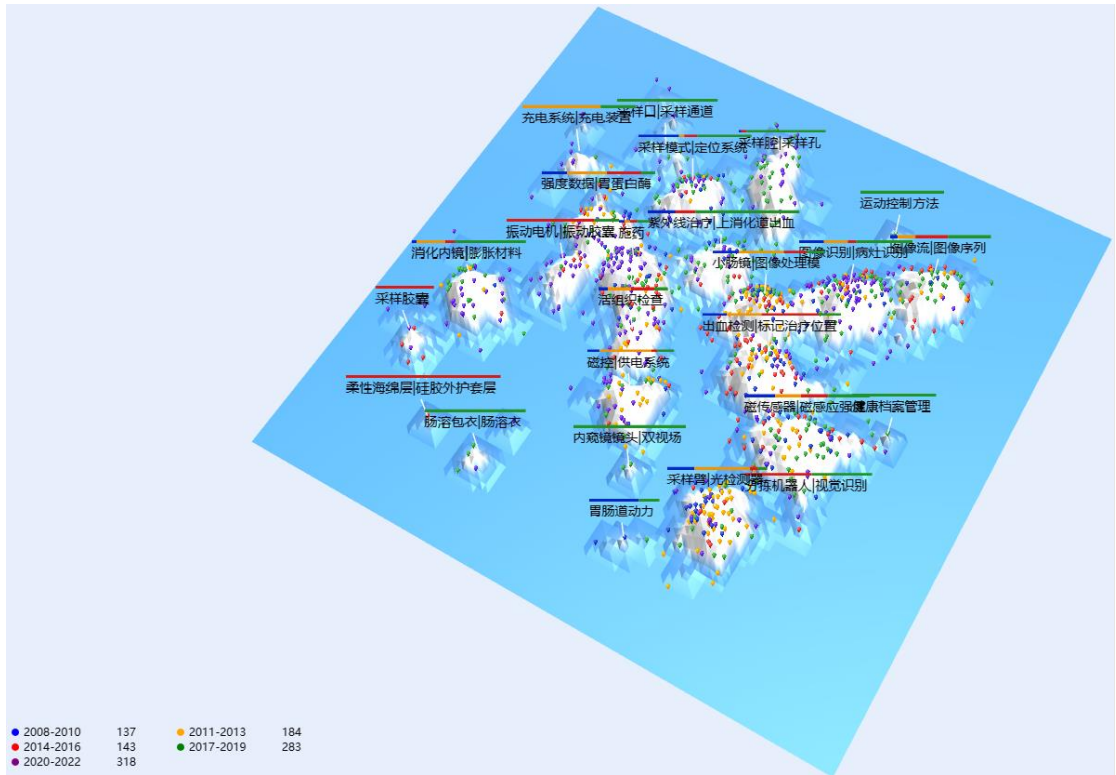 采样口|采样通道
充电系统|充电装置
采样模式|定位系统
采样腔|采样孔
强度数据|胃蛋白酶
运动控制方法
紫外线治疗|上消化道出血
振动电机|振动胶囊
施药
消化内镜|膨胀材料
图像识别|病灶识别
图像流|图像序列
小肠镜|图像处理模
采样胶囊
活组织检查
出血检测|标记治疗位置
磁控|供电系统
柔性海绵层|硅胶外护套层
磁传感器|磁感应强度
健康档案管理
肠溶包衣|肠溶衣
内窥镜镜头|双视场
采样臂|光检测器
分拣机器人|视觉识别
胃肠道动力
2008-2010 137 2011-2013 184
2014-2016 143 2017-2019 283
2020-2022 318